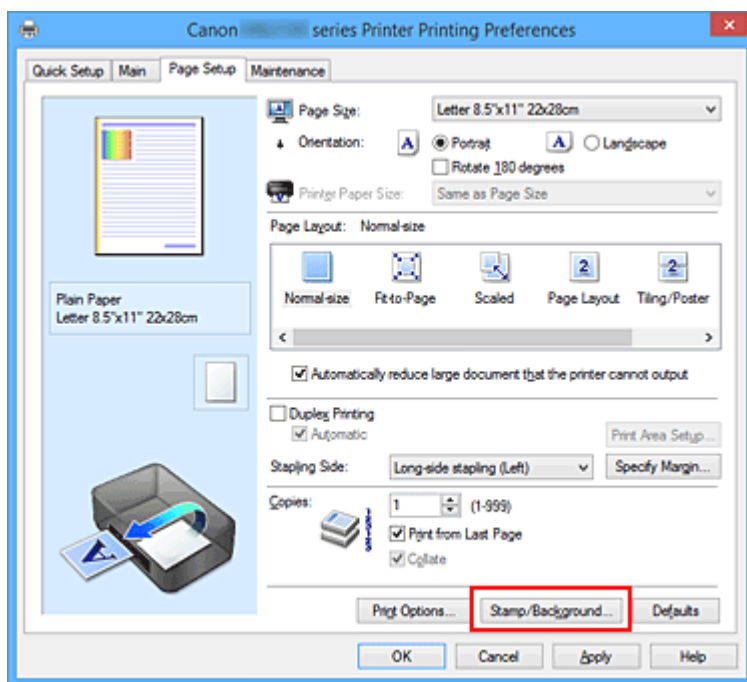 Canon series Printer Printing Preferences
Quick Setup Main Page Setup Maintenance
Page Size: Letter 8.5"x11" 22x28cm
Orientation: A Portrait A Landscape
Rotate 180 degrees
Printer Paper Size: Same as Page Size
Page Layout: Normal-size
2 2
Normal-size Fit-to-Page Scaled Page Layout Tiling/Poster
Plain Paper
Letter 8.5"x11" 22x28cm
Automatically reduce large document that the printer cannot output
Duplex Printing
Automatic
Print Area Setup...
Stapling Side: Long-side stapling (Left) Specify Margin...
Copies: 1 (1-999)
Print from Last Page
Collate
A
Print Options... Stamp/Background... Defaults
OK Cancel Apply Help